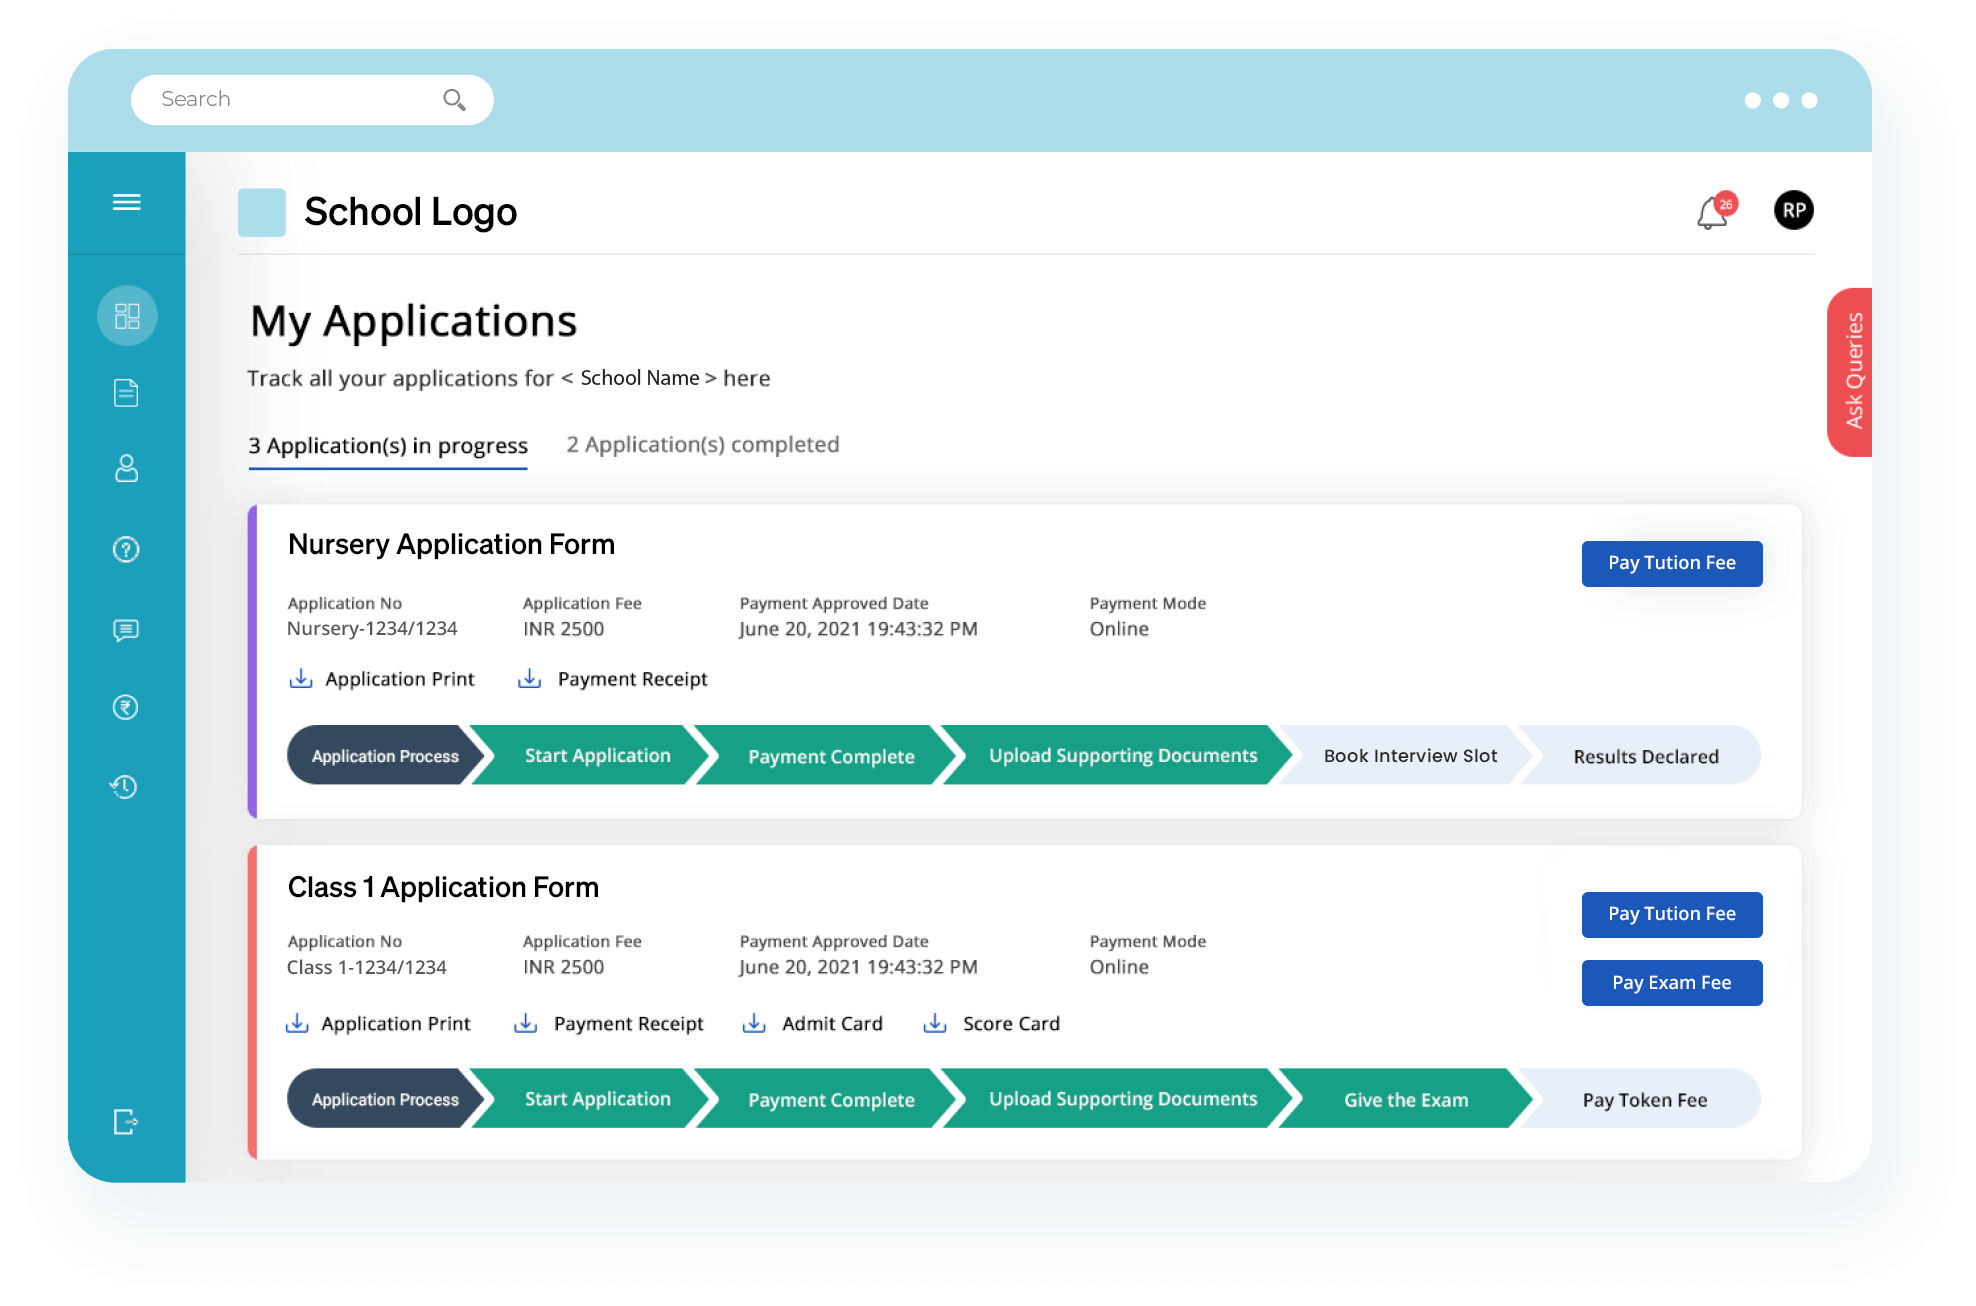 Search
School Logo
26
RP
My Applications
Track all your applications for < School Name > here
Ask Queries
3 Application(s) in progress
2 Application(s) completed
Nursery Application Form
Pay Tution Fee
Application No
Application Fee
Payment Approved Date
Payment Mode
Nursery-1234/1234
INR 2500
June 20, 2021 19:43:32 PM
Online
Application Print
Payment Receipt
Application Process
Start Application
Payment Complete
Upload Supporting Documents
Book Interview Slot
Results Declared
Class 1 Application Form
Pay Tution Fee
Application No
Application Fee
Payment Approved Date
Payment Mode
Class 1-1234/1234
INR 2500
June 20, 2021 19:43:32 PM
Online
Pay Exam Fee
Application Print
Payment Receipt
Admit Card
Score Card
Application Process
Start Application
Payment Complete
Upload Supporting Documents
Give the Exam
Pay Token Fee